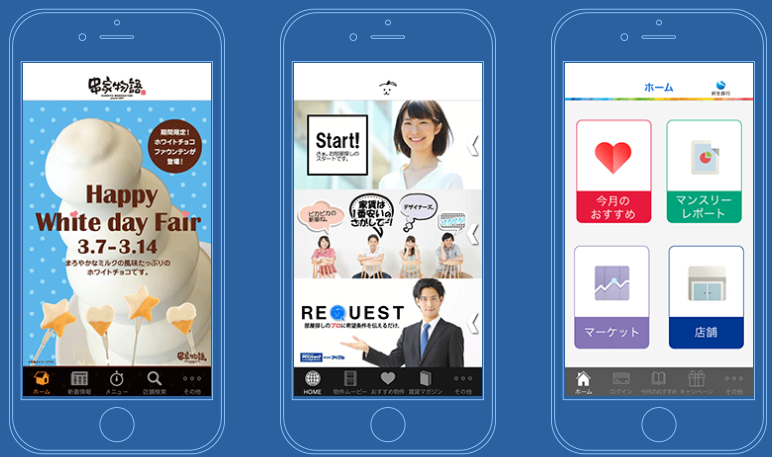 串家物語
期間限定!
ホワイトチョコ
ファウンテンが
登場!
Happy
White day Fair
3.7-3.14
まろやかなミルクの風味たっぷりの
ホワイトチョコです。
串家物語
ホーム
新着情報
メニュー
店舗検索
その他
Start!
さぁ、お部屋探しの
スタートです。
ピカピカの
新築ね。
家賃は
1番安いの
さがしてー!
デザイナーズ。
REQUEST
部屋探しのプロに希望条件を伝えるだけ。
HOME
物件ムービー
おすすめ物件
賃貸マガジン
その他
ホーム
新生銀行
今月の
おすすめ
マンスリー
レポート
マーケット
店舗
ホーム
ログイン
今月のおすすめ
キャンペーン
その他